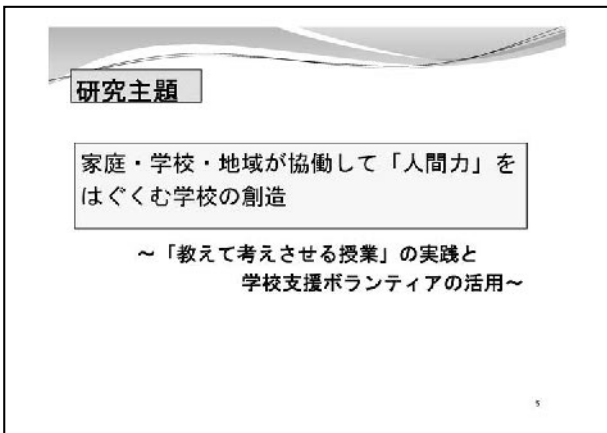 研究主題
家庭・学校・地域が協働して「人間力」を
はぐくむ学校の創造
～「教えて考えさせる授業」の実践と
学校支援ボランティアの活用～
5